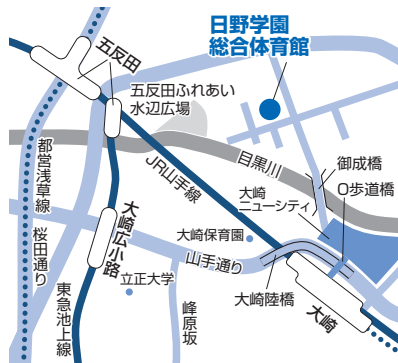 日野学園
総合体育館
五反田
五反田ふれあい
水辺広場
都営浅草線
桜田通り
JR山手線
目黒川
御成橋
O歩道橋
大崎
ニューシティ
大崎広小路
大崎保育園
山手通り
立正大学
東急池上線
峰原坂
大崎陸橋
大崎